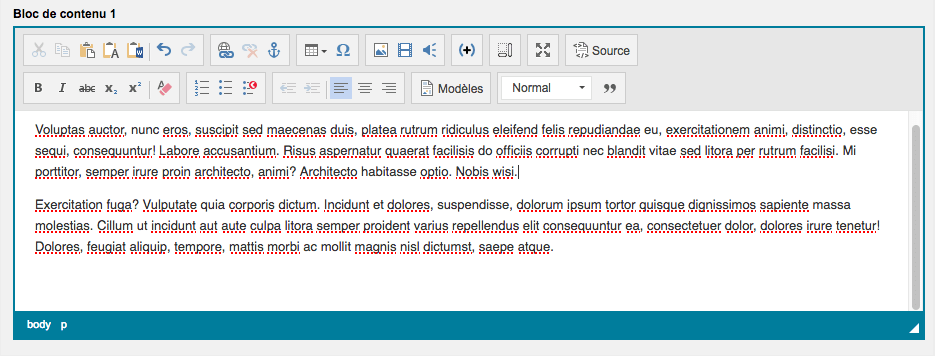 Bloc de contenu 1
Ω Source
B I abc x₂ x² Modèles Normal
Voluptas auctor, nunc eros, suscipit sed maecenas duis, platea rutrum ridiculus eleifend felis repudiandae eu, exercitationem animi, distinctio, esse
sequi, consequuntur! Labore accusantium. Risus aspernatur quaerat facilisis do officiis corrupti nec blandit vitae sed litora per rutrum facilisi. Mi
porttitor, semper irure proin architecto, animi? Architecto habitasse optio. Nobis wisi.
Exercitation fuga? Vulputate quia corporis dictum. Incidunt et dolores, suspendisse, dolorum ipsum tortor quisque dignissimos sapiente massa
molestias. Cillum ut incidunt aut aute culpa litora semper proident varius repellendus elit consequuntur ea, consectetuer dolor, dolores irure tenetur!
Dolores, feugiat aliquip, tempore, mattis morbi ac mollit magnis nisl dictumst, saepe atque.
body p